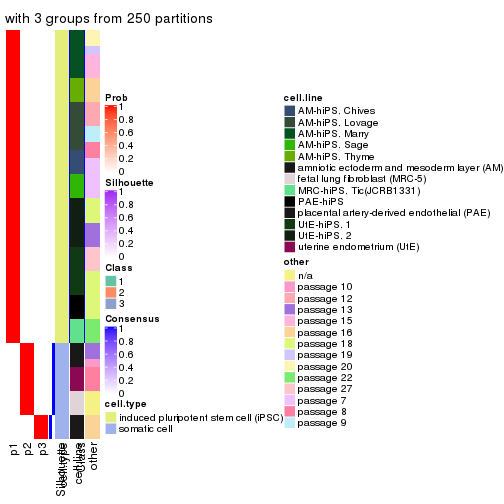 with 3 groups from 250 partitions
Prob
1
0.8
0.6
0.4
0.2
0
Silhouette
1
0.8
0.6
0.4
0.2
0
Class
1
2
3
Consensus
1
0.8
0.6
0.4
0.2
0
cell.type
induced pluripotent stem cell (iPSC)
somatic cell
cell.line
AM-hiPS. Chives
AM-hiPS. Lovage
AM-hiPS. Marry
AM-hiPS. Sage
AM-hiPS. Thyme
amniotic ectoderm and mesoderm layer (AM)
fetal lung fibroblast (MRC-5)
MRC-hiPS. Tic(JCRB1331)
PAE-hiPS
placental artery-derived endothelial (PAE)
UtE-hiPS. 1
UtE-hiPS. 2
uterine endometrium (UtE)
other
n/a
passage 10
passage 12
passage 13
passage 15
passage 16
passage 18
passage 19
passage 20
passage 22
passage 27
passage 7
passage 8
passage 9
p1
p2
p3
Silhouette
cell.type
cell.line
Class
other